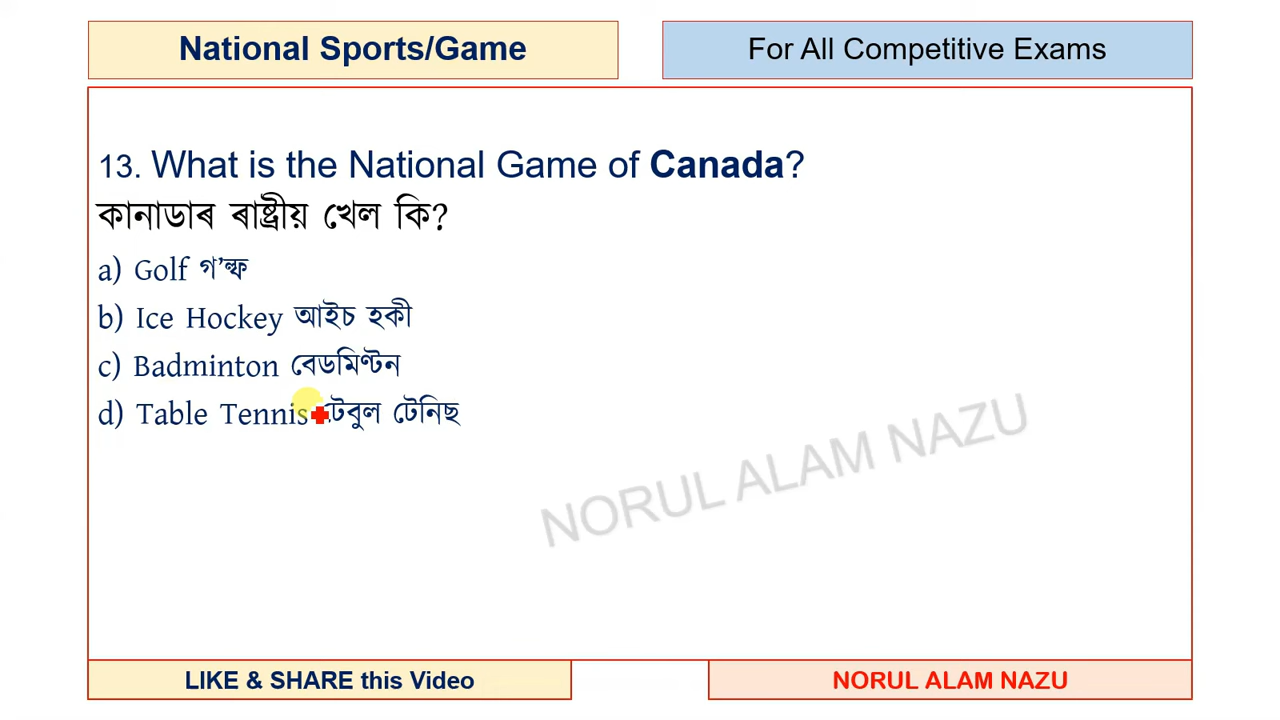 National Sports/Game
For All Competitive Exams
13. What is the National Game of Canada?
কানাডাৰ ৰাষ্ট্ৰীয় খেল কি?
a) Golf গ’ল্ফ
b) Ice Hockey আইচ হকী
c) Badminton বেডমিণ্টন
d) Table Tennis টেবুল টেনিছ
NORUL ALAM NAZU
LIKE & SHARE this Video
NORUL ALAM NAZU